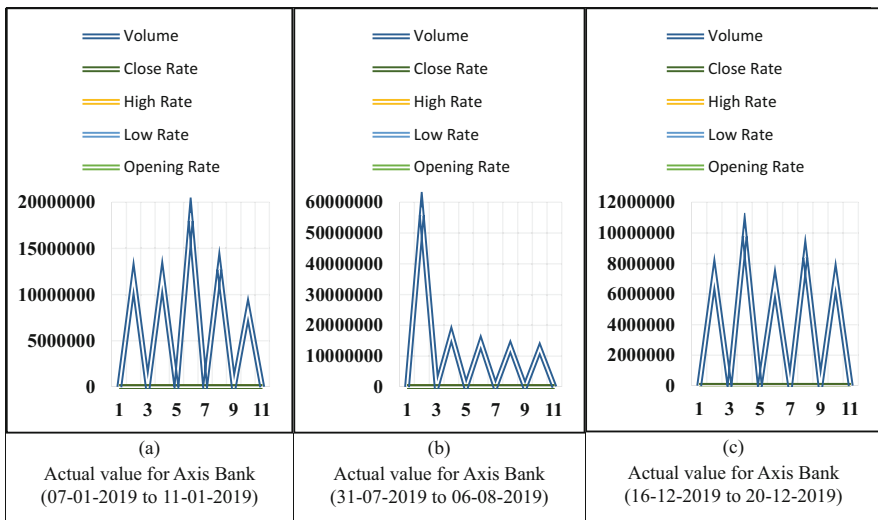 Volume
Close Rate
High Rate
Low Rate
Opening Rate
20000000
15000000
10000000
5000000
0
1 3 5 7 9 11
(a)
Actual value for Axis Bank
(07-01-2019 to 11-01-2019)
Volume
Close Rate
High Rate
Low Rate
Opening Rate
60000000
50000000
40000000
30000000
20000000
10000000
0
1 3 5 7 9 11
(b)
Actual value for Axis Bank
(31-07-2019 to 06-08-2019)
Volume
Close Rate
High Rate
Low Rate
Opening Rate
12000000
10000000
8000000
6000000
4000000
2000000
0
1 3 5 7 9 11
(c)
Actual value for Axis Bank
(16-12-2019 to 20-12-2019)